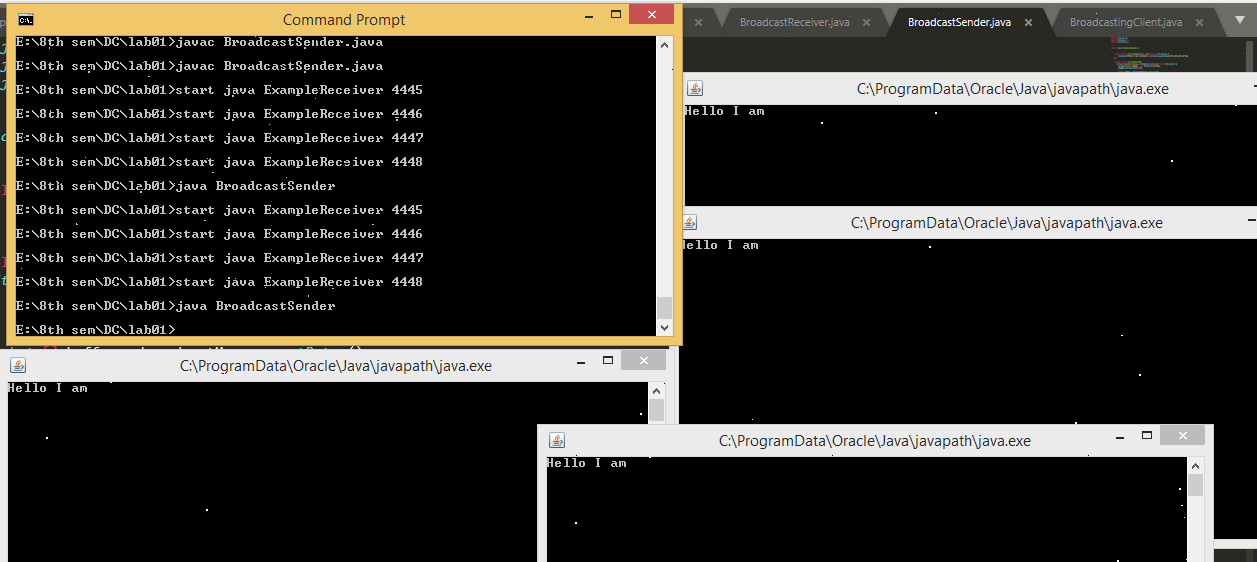 Command Prompt
E:\8th sem\DC\lab01>javac BroadcastSender.java
E:\8th sem\DC\lab01>javac BroadcastSender.java
E:\8th sem\DC\lab01>start java ExampleReceiver 4445
E:\8th sem\DC\lab01>start java ExampleReceiver 4446
E:\8th sem\DC\lab01>start java ExampleReceiver 4447
E:\8th sem\DC\lab01>start java ExampleReceiver 4448
E:\8th sem\DC\lab01>java BroadcastSender
E:\8th sem\DC\lab01>start java ExampleReceiver 4445
E:\8th sem\DC\lab01>start java ExampleReceiver 4446
E:\8th sem\DC\lab01>start java ExampleReceiver 4447
E:\8th sem\DC\lab01>start java ExampleReceiver 4448
E:\8th sem\DC\lab01>java BroadcastSender
E:\8th sem\DC\lab01>
BroadcastReceiver.java
BroadcastSender.java
BroadcastingClient.java
C:\ProgramData\Oracle\Java\javapath\java.exe
Hello I am
C:\ProgramData\Oracle\Java\javapath\java.exe
Hello I am
C:\ProgramData\Oracle\Java\javapath\java.exe
Hello I am
C:\ProgramData\Oracle\Java\javapath\java.exe
Hello I am